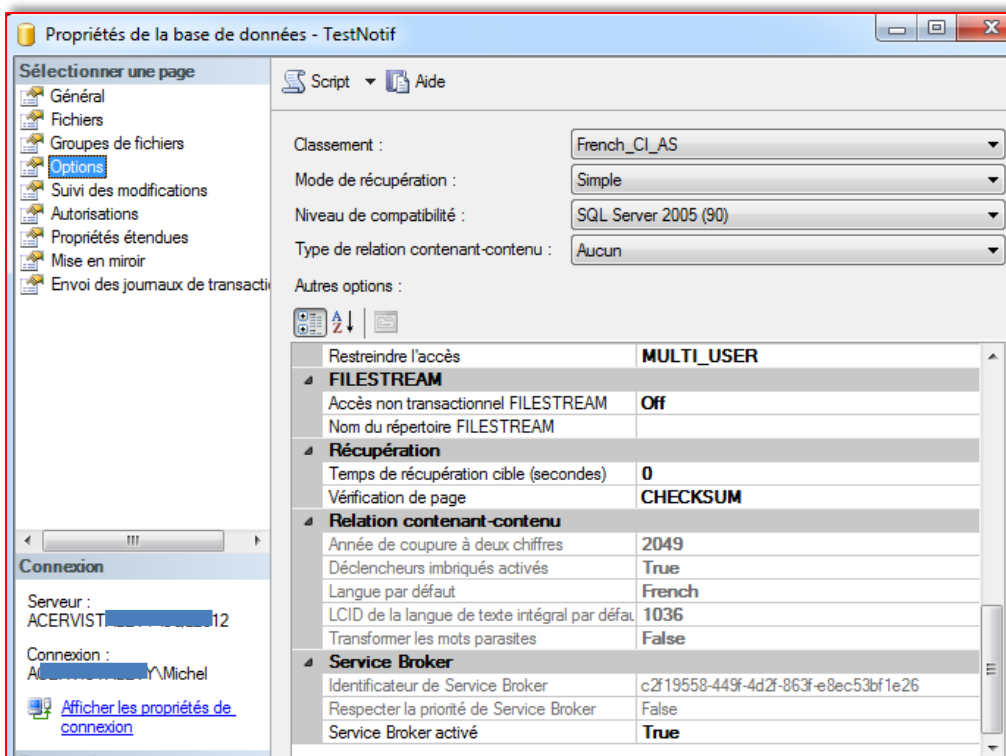 Propriétés de la base de données - TestNotif
Sélectionner une page
Général
Fichiers
Groupes de fichiers
Options
Suivi des modifications
Autorisations
Propriétés étendues
Mise en miroir
Envoi des journaux de transacti
Script
Aide
Classement : French_CI_AS
Mode de récupération : Simple
Niveau de compatibilité : SQL Server 2005 (90)
Type de relation contenant-contenu : Aucun
Autres options :
Restreindre l'accès MULTI_USER
FILESTREAM
Accès non transactionnel FILESTREAM Off
Nom du répertoire FILESTREAM
Récupération
Temps de récupération cible (secondes) 0
Vérification de page CHECKSUM
Relation contenant-contenu
Année de coupure à deux chiffres 2049
Déclencheurs imbriqués activés True
Langue par défaut French
LCID de la langue de texte intégral par défau 1036
Transformer les mots parasites False
Service Broker
Identificateur de Service Broker c2f19558-449f-4d2f-863f-e8ec53bf1e26
Respecter la priorité de Service Broker False
Service Broker activé True
Connexion
Serveur :
ACERVIST 12
Connexion :
Y\Michel
Afficher les propriétés de
connexion